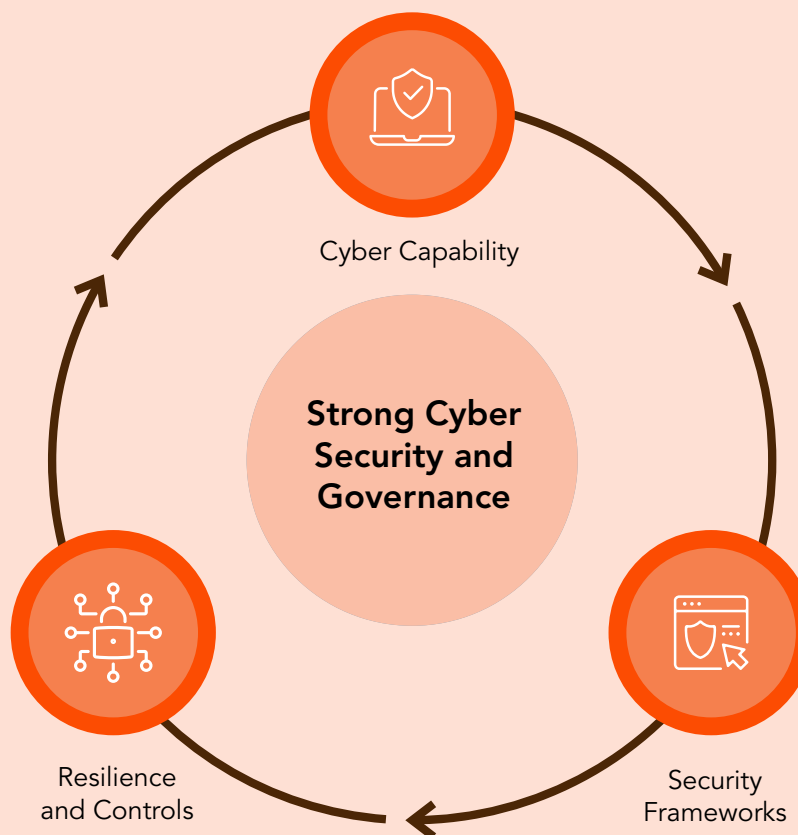 Cyber Capability
Strong Cyber
Security and
Governance
Resilience
and Controls
Security
Frameworks